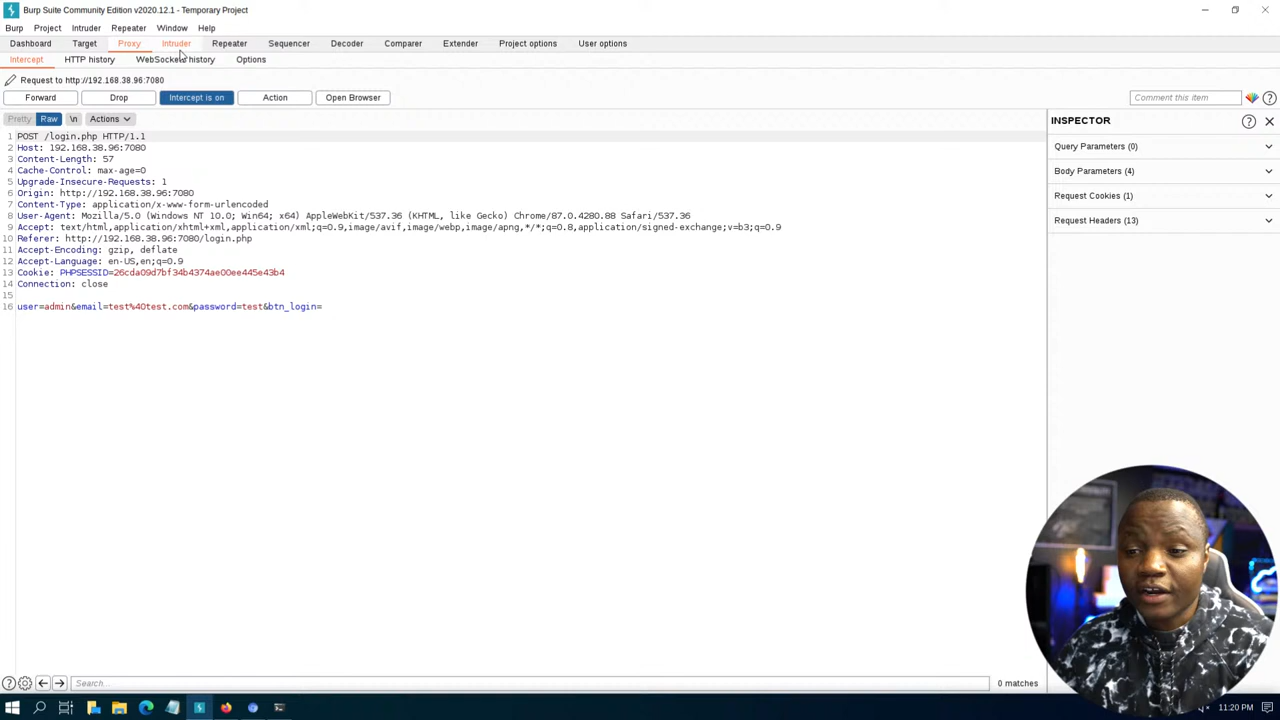 Burp Suite Community Edition v2020.12.1 - Temporary Project
Burp Project Intruder Repeater Window Help
Dashboard Target Proxy Intruder Repeater Sequencer Decoder Comparer Extender Project options User options
Intercept HTTP history WebSockets history Options
Request to http://192.168.38.96:7080
Forward Drop Intercept is on Action Open Browser Comment this item
Pretty Raw \n Actions
INSPECTOR
1 POST /login.php HTTP/1.1
2 Host: 192.168.38.96:7080
3 Content-Length: 57
4 Cache-Control: max-age=0
5 Upgrade-Insecure-Requests: 1
6 Origin: http://192.168.38.96:7080
7 Content-Type: application/x-www-form-urlencoded
8 User-Agent: Mozilla/5.0 (Windows NT 10.0; Win64; x64) AppleWebKit/537.36 (KHTML, like Gecko) Chrome/87.0.4280.88 Safari/537.36
9 Accept: text/html,application/xhtml+xml,application/xml;q=0.9,image/avif,image/webp,image/apng,*/*;q=0.8,application/signed-exchange;v=b3;q=0.9
10 Referer: http://192.168.38.96:7080/login.php
11 Accept-Encoding: gzip, deflate
12 Accept-Language: en-US,en;q=0.9
13 Cookie: PHPSESSID=26cda09d7bf34b4374ae00ee445e43b4
14 Connection: close
15
16 user=admin&email=test%40test.com&password=test&btn_login=
Query Parameters (0)
Body Parameters (4)
Request Cookies (1)
Request Headers (13)
Search... 0 matches
11:20 PM